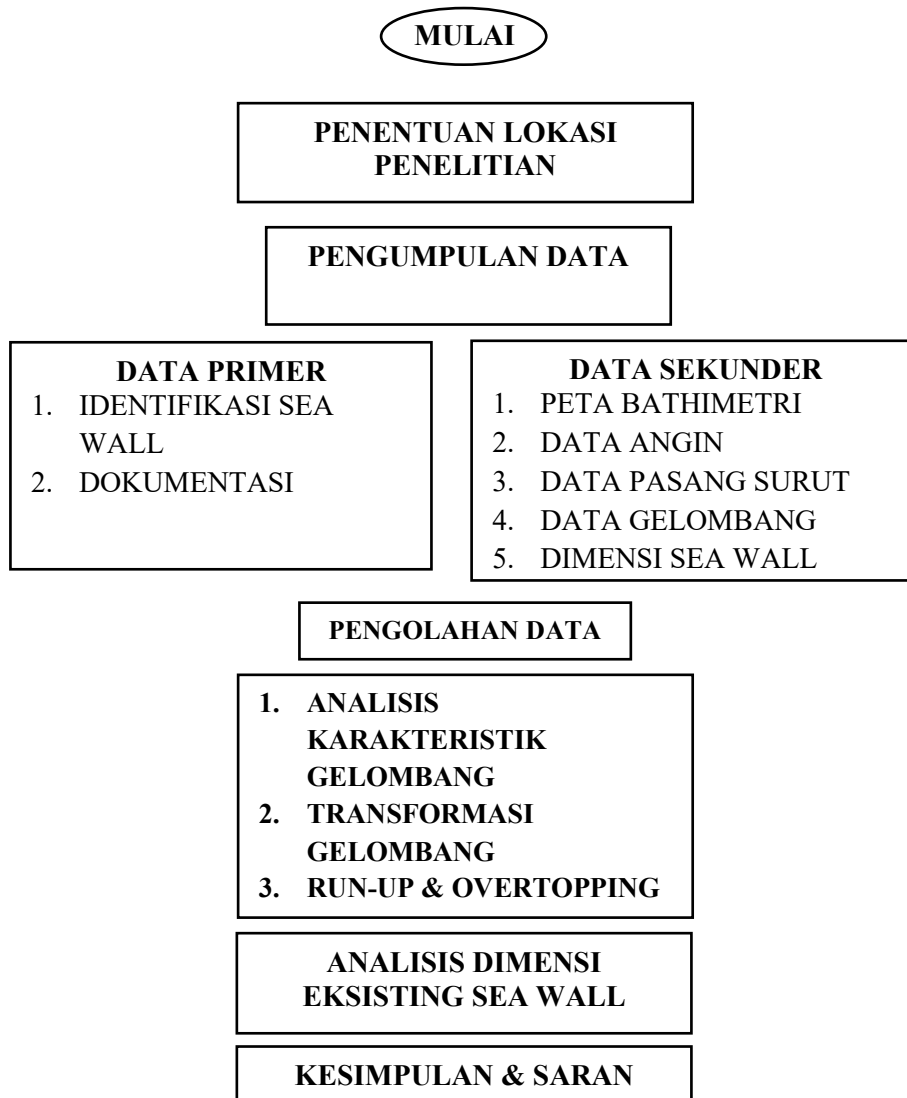 MULAI
PENENTUAN LOKASI
PENELITIAN
PENGUMPULAN DATA
DATA PRIMER
1. IDENTIFIKASI SEA
WALL
2. DOKUMENTASI
DATA SEKUNDER
1. PETA BATHIMETRI
2. DATA ANGIN
3. DATA PASANG SURUT
4. DATA GELOMBANG
5. DIMENSI SEA WALL
PENGOLAHAN DATA
1. ANALISIS
KARAKTERISTIK
GELOMBANG
2. TRANSFORMASI
GELOMBANG
3. RUN-UP & OVERTOPPING
ANALISIS DIMENSI
EKSISTING SEA WALL
KESIMPULAN & SARAN